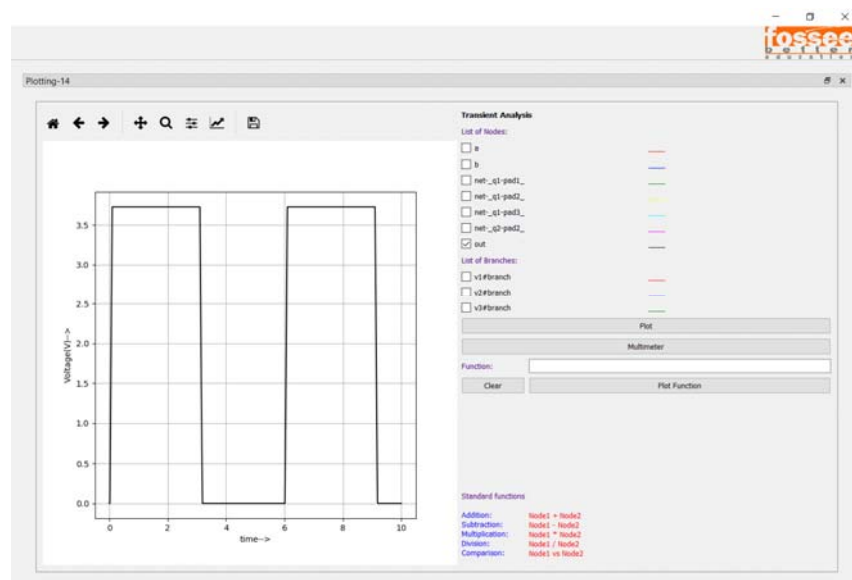 fossee
better
education
Plotting-14
Transient Analysis
List of Nodes:
a
b
net-_q1-pad1_
net-_q1-pad2_
net-_q1-pad3_
net-_q2-pad2_
out
List of Branches:
v1#branch
v2#branch
v3#branch
Plot
Multimeter
Function:
Clear
Plot Function
Standard functions
Addition: Node1 + Node2
Subtraction: Node1 - Node2
Multiplication: Node1 * Node2
Division: Node1 / Node2
Comparison: Node1 vs Node2
Voltage(V)-->
3.5
3.0
2.5
2.0
1.5
1.0
0.5
0.0
0 2 4 6 8 10
time-->